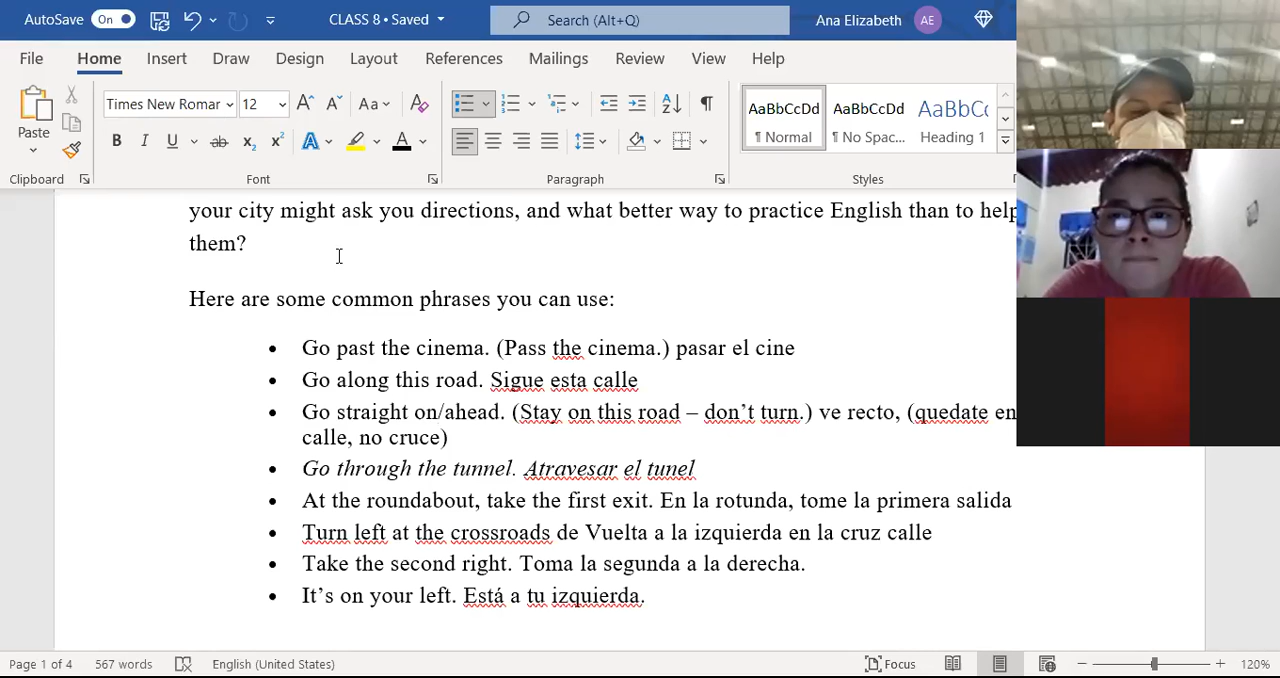 AutoSave On CLASS 8 • Saved Search (Alt+Q) Ana Elizabeth AE
File Home Insert Draw Design Layout References Mailings Review View Help
Times New Romar 12 Aa AaBbCcDd AaBbCcDd AaBbCc
Paste B I U ab x₂ x² A A ¶ Normal ¶ No Spac... Heading 1
Clipboard Font Paragraph Styles
your city might ask you directions, and what better way to practice English than to help
them?
Here are some common phrases you can use:
• Go past the cinema. (Pass the cinema.) pasar el cine
• Go along this road. Sigue esta calle
• Go straight on/ahead. (Stay on this road – don’t turn.) ve recto, (quedate en
calle, no cruce)
• Go through the tunnel. Atravesar el tunel
• At the roundabout, take the first exit. En la rotunda, tome la primera salida
• Turn left at the crossroads de Vuelta a la izquierda en la cruz calle
• Take the second right. Toma la segunda a la derecha.
• It’s on your left. Está a tu izquierda.
Page 1 of 4 567 words English (United States) Focus 120%